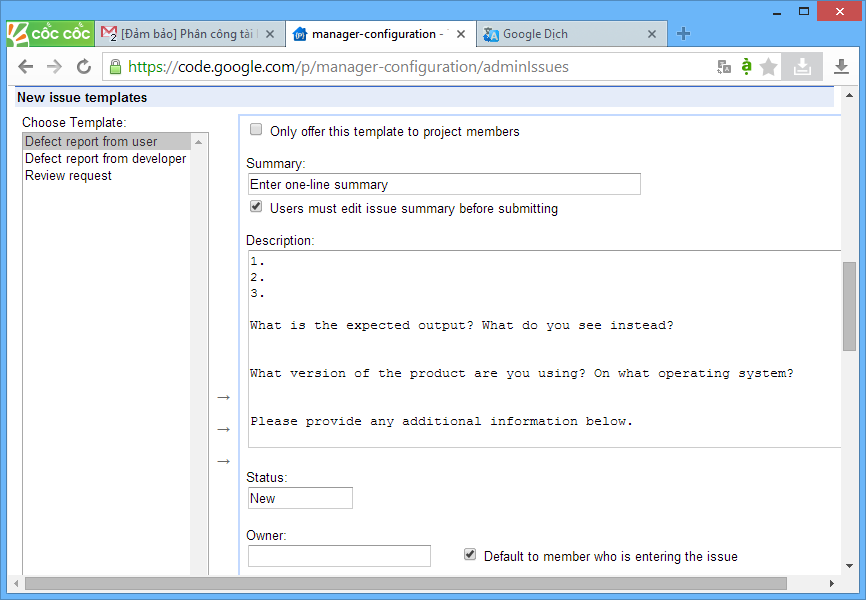 cốc cốc
2
[Đảm bảo] Phân công tài l
manager-configuration -
Google Dịch
https://code.google.com/p/manager-configuration/adminIssues
New issue templates
Choose Template:
Defect report from user
Defect report from developer
Review request
Only offer this template to project members
Summary:
Enter one-line summary
Users must edit issue summary before submitting
Description:
1.
2.
3.
What is the expected output? What do you see instead?
What version of the product are you using? On what operating system?
Please provide any additional information below.
→
→
→
Status:
New
Owner:
Default to member who is entering the issue